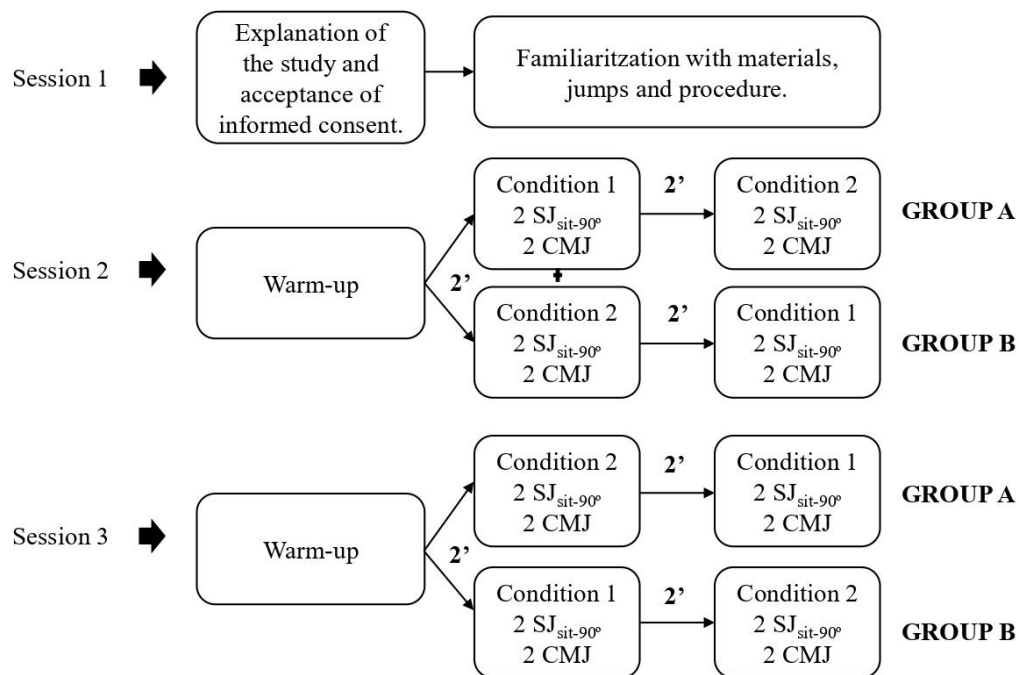 Session 1
Explanation of
the study and
acceptance of
informed consent.
Familiaritzation with materials,
jumps and procedure.
Session 2
Warm-up
2’
Condition 1
2 SJsit-90º
2 CMJ
2’
Condition 2
2 SJsit-90º
2 CMJ
GROUP A
Condition 2
2 SJsit-90º
2 CMJ
2’
Condition 1
2 SJsit-90º
2 CMJ
GROUP B
Session 3
Warm-up
2’
Condition 2
2 SJsit-90º
2 CMJ
2’
Condition 1
2 SJsit-90º
2 CMJ
GROUP A
Condition 1
2 SJsit-90º
2 CMJ
2’
Condition 2
2 SJsit-90º
2 CMJ
GROUP B